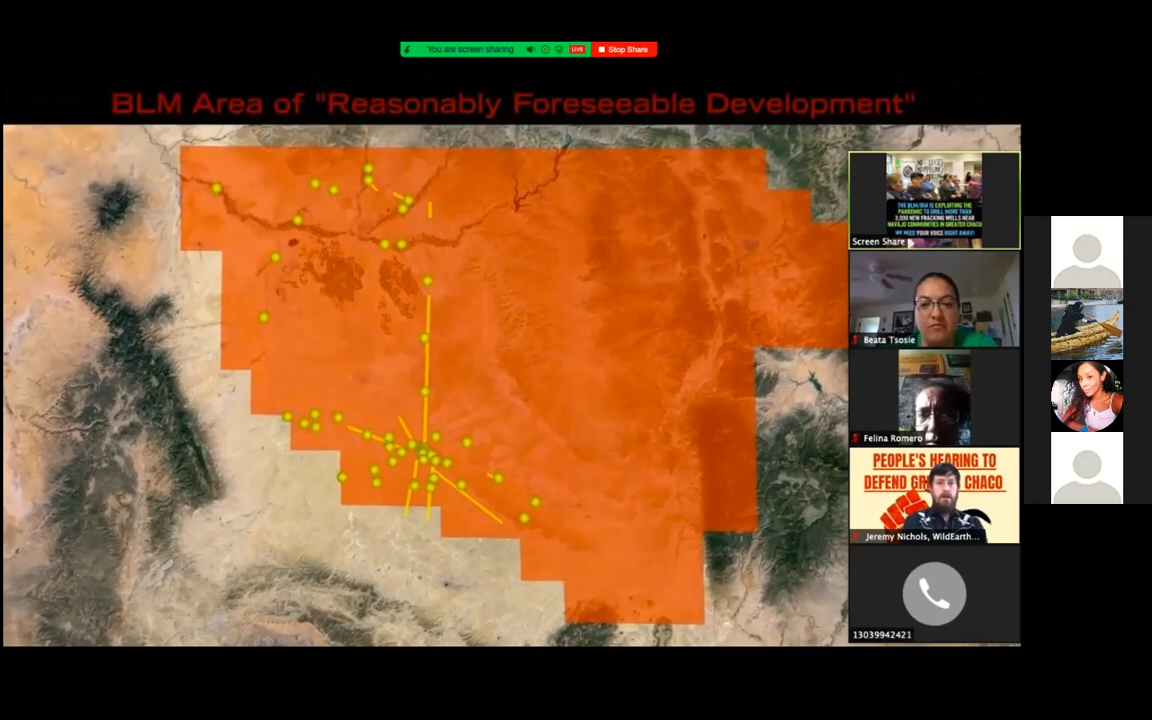 You are screen sharing
LIVE
Stop Share
BLM Area of "Reasonably Foreseeable Development"
THE BLM/BIA IS EXPLOITING THE
PANDEMIC TO DRILL MORE THAN
3,000 NEW FRACKING WELLS NEAR
NAVAJO COMMUNITIES IN GREATER CHACO
WE NEED YOUR VOICE RIGHT AWAY!
Screen Share
Beata Tsosie
Felina Romero
PEOPLE'S HEARING TO
DEFEND GR CHACO
Jeremy Nichols, WildEarth...
13039942421